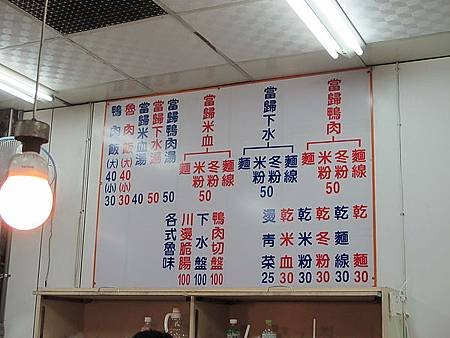 當歸鴨肉
麵線
冬粉
米粉
麵
50
當歸下水
麵線
冬粉
米粉
麵
50
當歸米血
麵線
冬粉
米粉
麵
50
當歸鴨肉湯 50
當歸下水湯 50
當歸米血湯 40
魯肉飯(大)40(小)30
鴨肉飯(大)40(小)30
乾麵 30
乾麵線 30
乾冬粉 30
乾米粉 30
乾米血 30
燙青菜 25
鴨肉切盤 100
下水盤 100
川燙脆腸 100
各式魯味